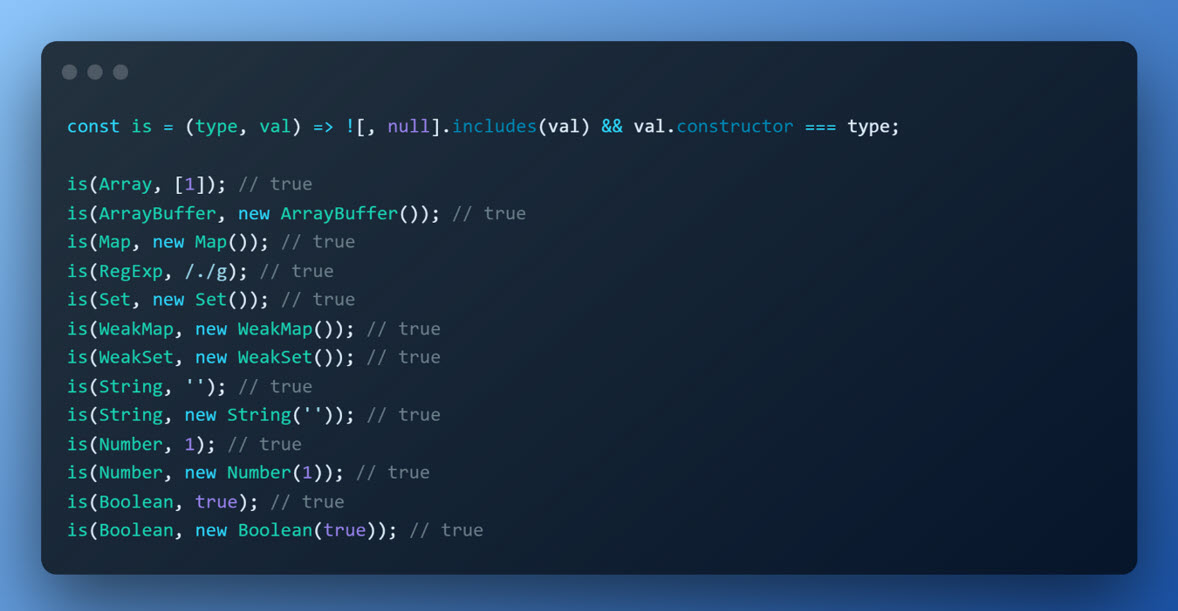 const is = (type, val) => ![, null].includes(val) && val.constructor === type;
is(Array, [1]); // true
is(ArrayBuffer, new ArrayBuffer()); // true
is(Map, new Map()); // true
is(RegExp, /./g); // true
is(Set, new Set()); // true
is(WeakMap, new WeakMap()); // true
is(WeakSet, new WeakSet()); // true
is(String, ''); // true
is(String, new String('')); // true
is(Number, 1); // true
is(Number, new Number(1)); // true
is(Boolean, true); // true
is(Boolean, new Boolean(true)); // true